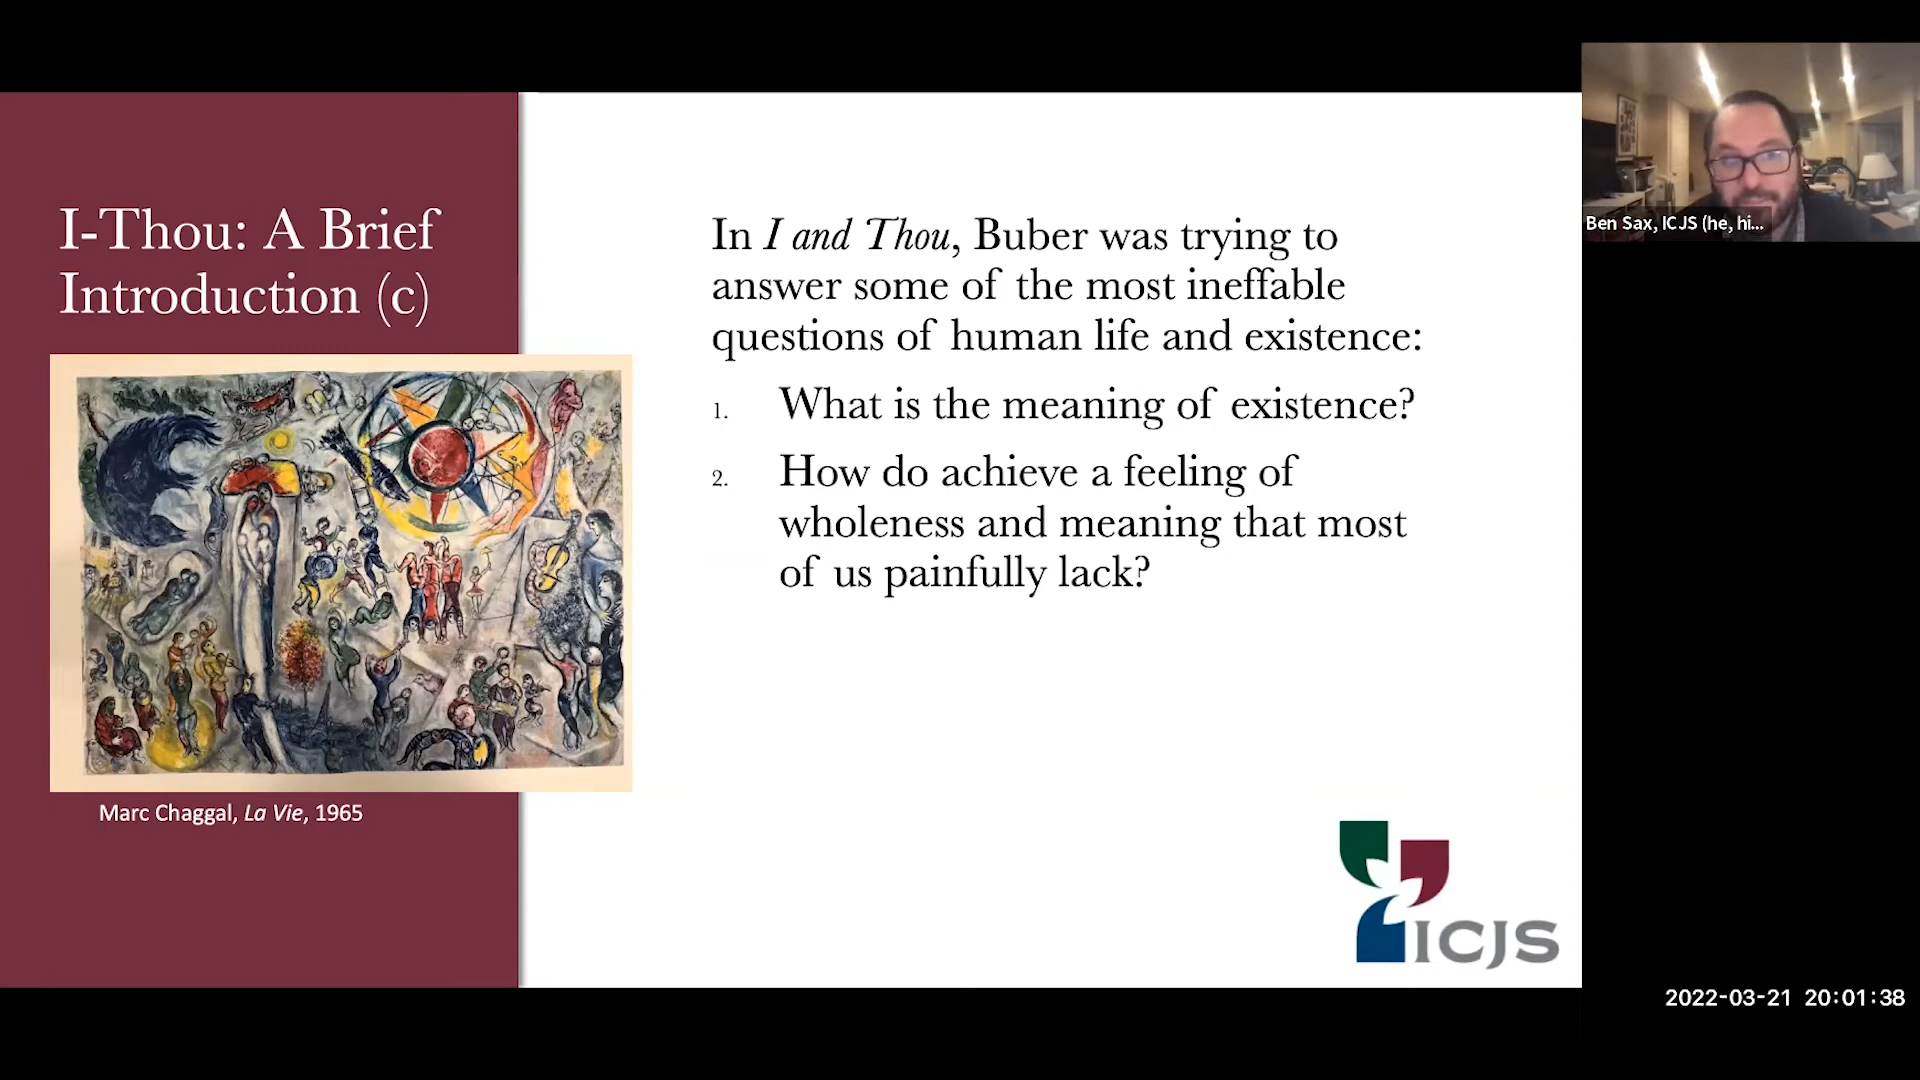 I-Thou: A Brief
Introduction (c)
Marc Chaggal, La Vie, 1965
In I and Thou, Buber was trying to
answer some of the most ineffable
questions of human life and existence:
1. What is the meaning of existence?
2. How do achieve a feeling of
wholeness and meaning that most
of us painfully lack?
ICJS
Ben Sax, ICJS (he, hi...
2022-03-21 20:01:38